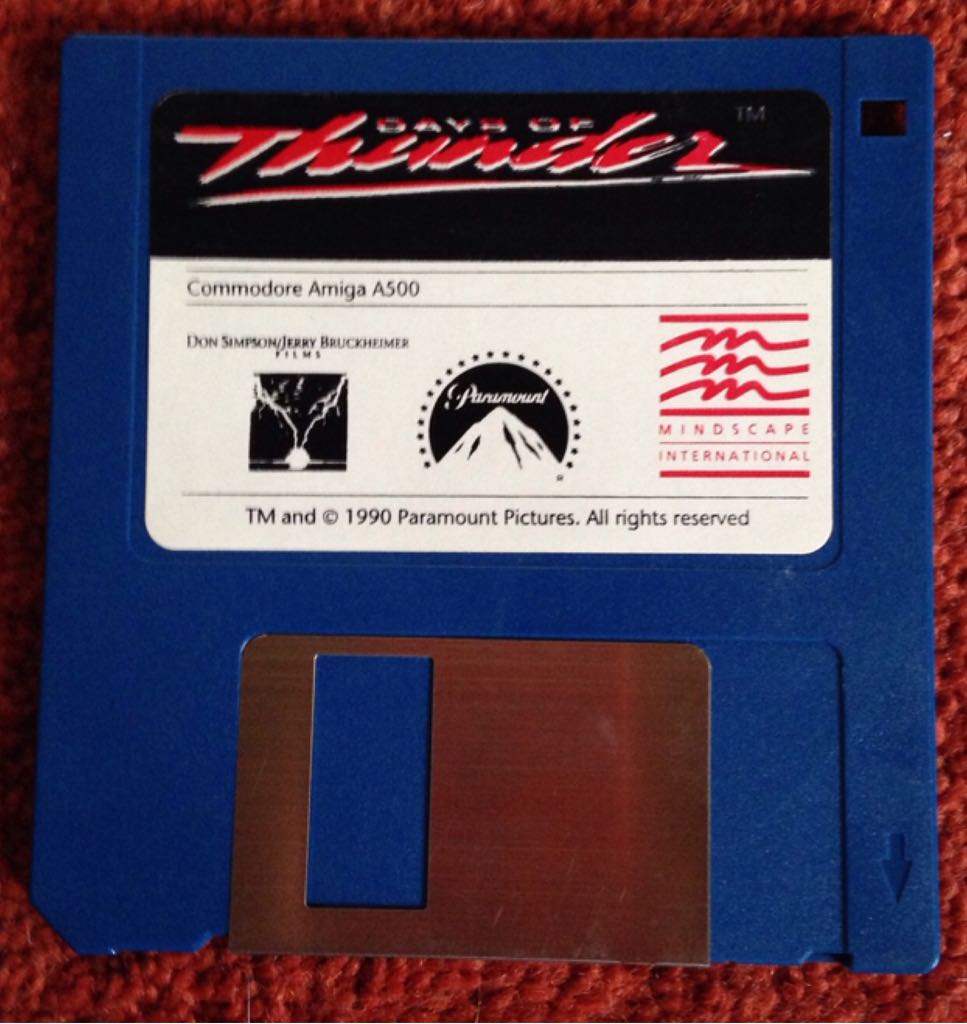 DAYS OF
Thunder TM
Commodore Amiga A500
DON SIMPSON/JERRY BRUCKHEIMER
FILMS
Paramount
®
MINDSCAPE
INTERNATIONAL
TM and © 1990 Paramount Pictures. All rights reserved